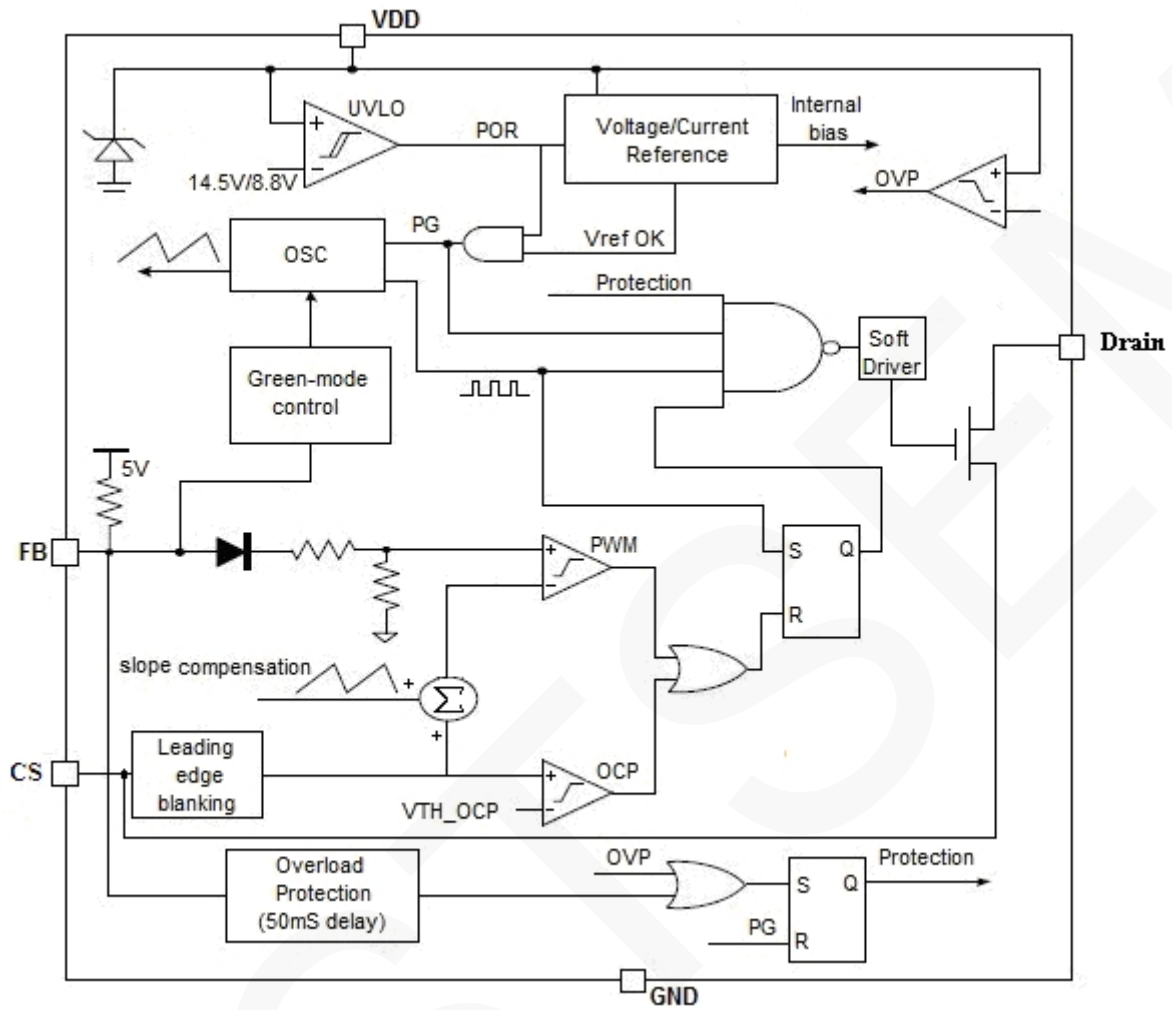 VDD
UVLO
POR
14.5V/8.8V
Voltage/Current
Reference
Internal
bias
OVP
+
-
+
-
PG
Vref OK
OSC
Protection
Soft
Driver
Drain
Green-mode
control
5V
FB
+
-
PWM
S
Q
R
slope compensation
+
Σ
+
CS
Leading
edge
blanking
+
-
OCP
VTH_OCP
Overload
Protection
(50mS delay)
OVP
PG
S
Q
R
Protection
GND